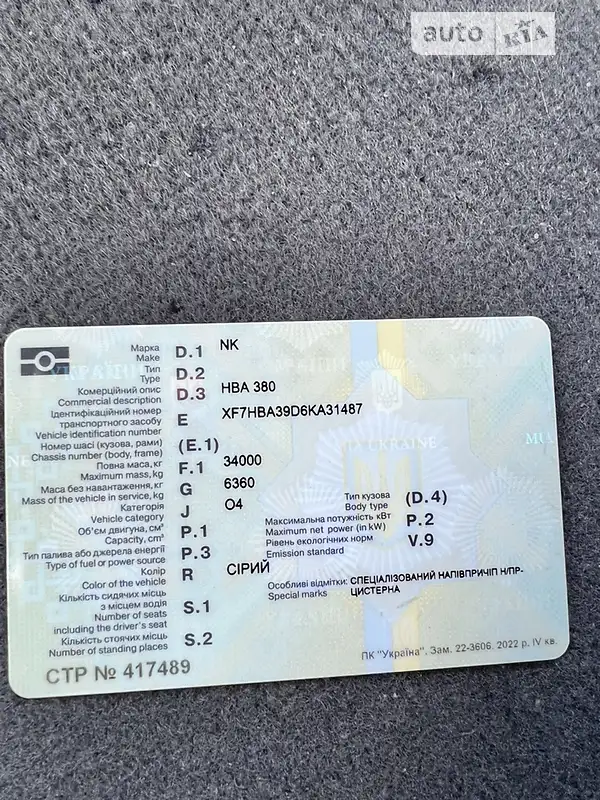 auto RIA
Марка
Make D.1 NK
Тип
Type D.2
Комерційний опис
Commercial description D.3 HBA 380
Ідентифікаційний номер
транспортного засобу
Vehicle identification number E XF7HBA39D6KA31487
Номер шасі (кузова, рами)
Chassis number (body, frame) (E.1)
Повна маса, кг
Maximum mass, kg F.1 34000
Маса без навантаження, кг
Mass of the vehicle in service, kg G 6360
Категорія
Vehicle category J O4
Об'єм двигуна, см³
Capacity, cm³ P.1
Тип палива або джерела енергії
Type of fuel or power source P.3
Колір
Color of the vehicle R СІРИЙ
Кількість сидячих місць
з місцем водія
Number of seats
including the driver's seat S.1
Кількість стоячих місць
Number of standing places S.2
Тип кузова
Body type (D.4)
Максимальна потужність кВт
Maximum net power (in kW) P.2
Рівень екологічних норм
Emission standard V.9
Особливі відмітки: СПЕЦІАЛІЗОВАНИЙ НАПІВПРИЧІП Н/ПР-
Special marks ЦИСТЕРНА
СТР № 417489
ПК "Україна". Зам. 22-3606. 2022 р. IV кв.
УКРАЇНИ
UKRAINE